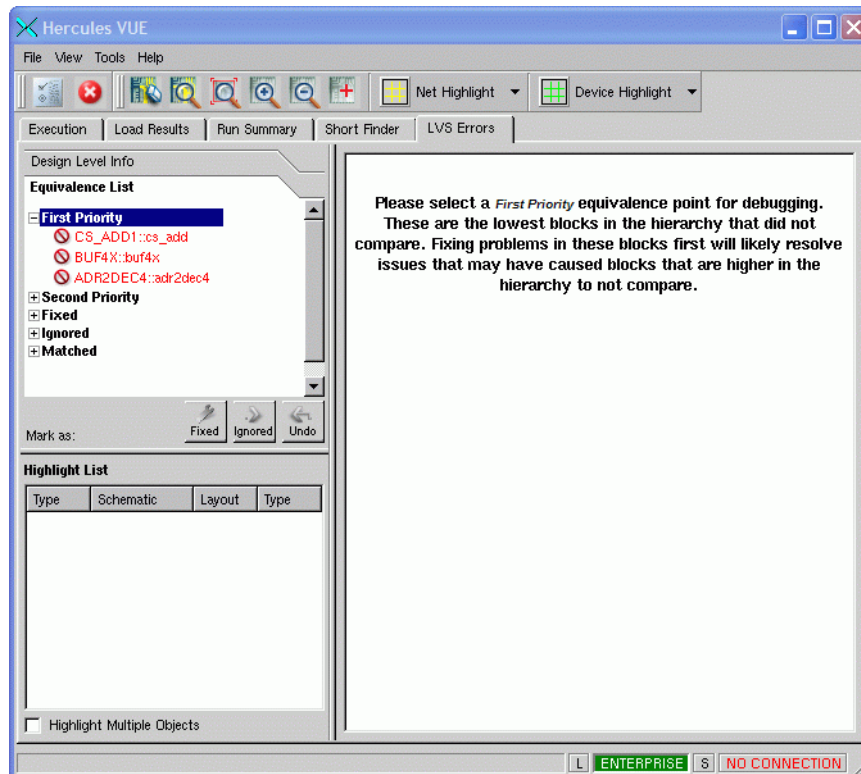 Hercules VUE
File View Tools Help
Net Highlight
Device Highlight
Execution
Load Results
Run Summary
Short Finder
LVS Errors
Design Level Info
Equivalence List
First Priority
CS_ADD1::cs_add
BUF4X::buf4x
ADR2DEC4::adr2dec4
Second Priority
Fixed
Ignored
Matched
Mark as:
Fixed
Ignored
Undo
Highlight List
Type Schematic Layout Type
Highlight Multiple Objects
Please select a First Priority equivalence point for debugging.
These are the lowest blocks in the hierarchy that did not
compare. Fixing problems in these blocks first will likely resolve
issues that may have caused blocks that are higher in the
hierarchy to not compare.
L ENTERPRISE S NO CONNECTION